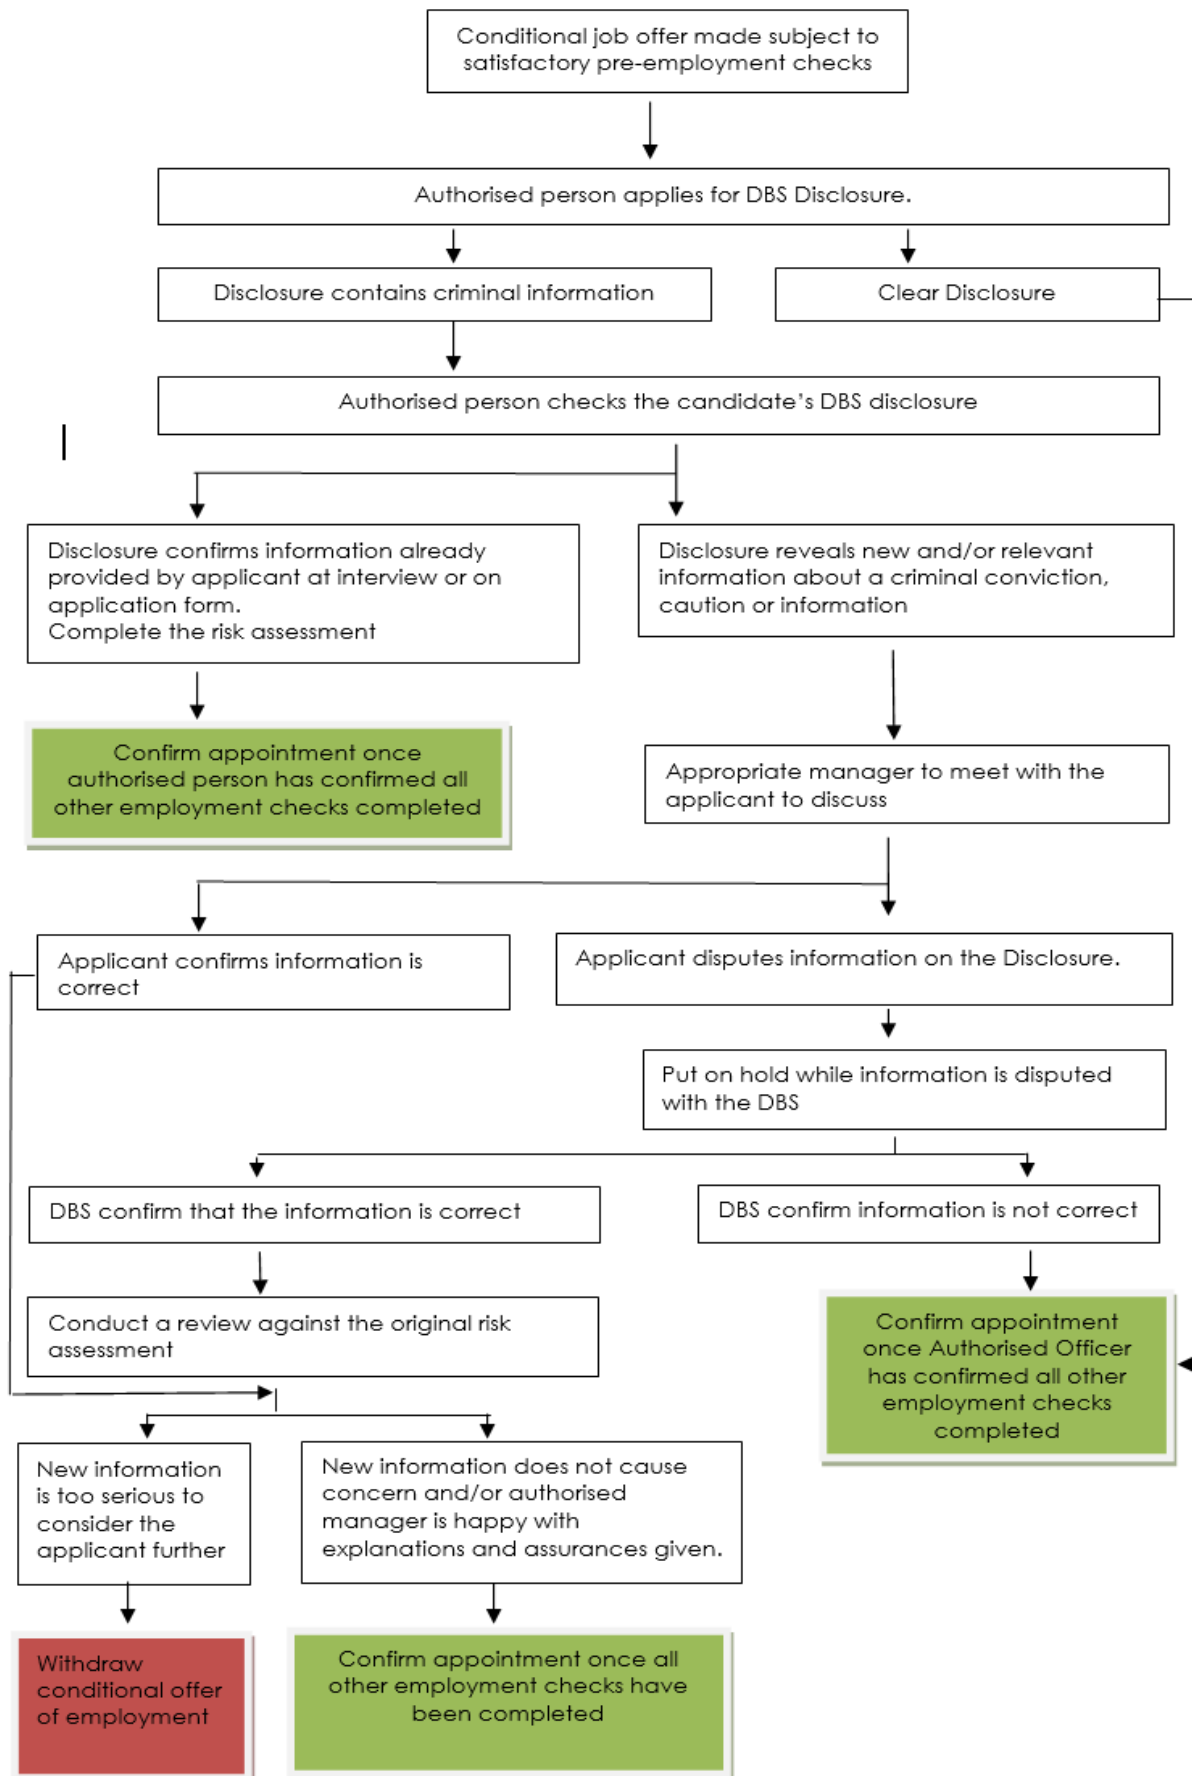 Conditional job offer made subject to
satisfactory pre-employment checks
Authorised person applies for DBS Disclosure.
Disclosure contains criminal information
Clear Disclosure
Authorised person checks the candidate’s DBS disclosure
Disclosure confirms information already
provided by applicant at interview or on
application form.
Complete the risk assessment
Disclosure reveals new and/or relevant
information about a criminal conviction,
caution or information
Confirm appointment once
authorised person has confirmed all
other employment checks completed
Appropriate manager to meet with the
applicant to discuss
Applicant confirms information is
correct
Applicant disputes information on the Disclosure.
Put on hold while information is disputed
with the DBS
DBS confirm that the information is correct
DBS confirm information is not correct
Conduct a review against the original risk
assessment
Confirm appointment
once Authorised Officer
has confirmed all other
employment checks
completed
New information
is too serious to
consider the
applicant further
New information does not cause
concern and/or authorised
manager is happy with
explanations and assurances given.
Withdraw
conditional offer
of employment
Confirm appointment once all
other employment checks have
been completed